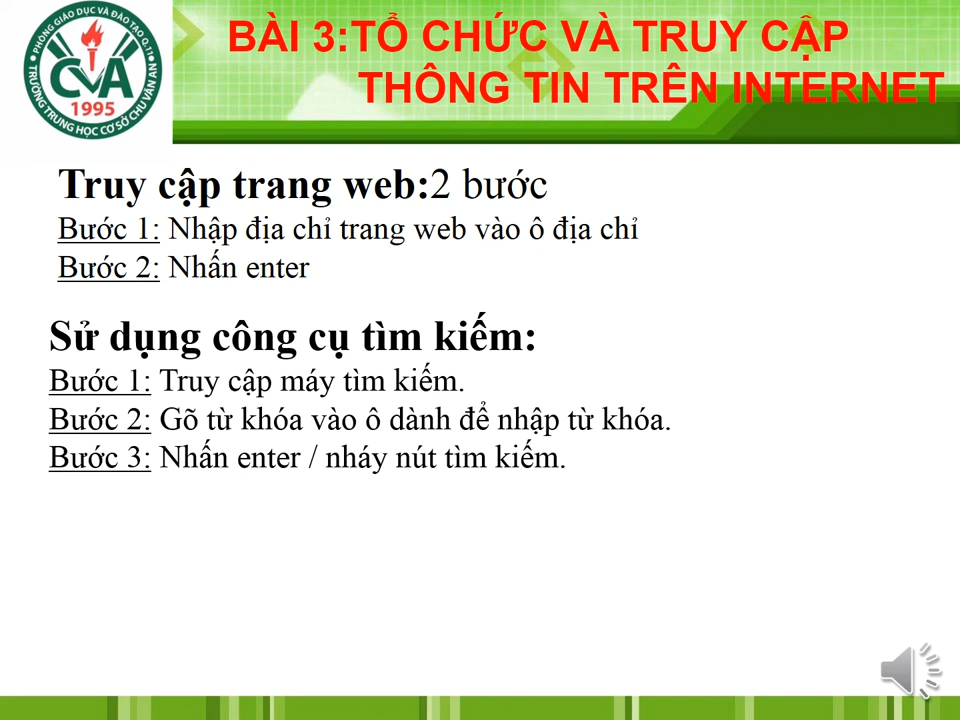 PHÒNG GIÁO DỤC VÀ ĐÀO TẠO Q.11
CVA
1995
TRƯỜNG TRUNG HỌC CƠ SỞ CHU VĂN AN
BÀI 3:TỔ CHỨC VÀ TRUY CẬP
THÔNG TIN TRÊN INTERNET
Truy cập trang web:2 bước
Bước 1: Nhập địa chỉ trang web vào ô địa chỉ
Bước 2: Nhấn enter
Sử dụng công cụ tìm kiếm:
Bước 1: Truy cập máy tìm kiếm.
Bước 2: Gõ từ khóa vào ô dành để nhập từ khóa.
Bước 3: Nhấn enter / nháy nút tìm kiếm.